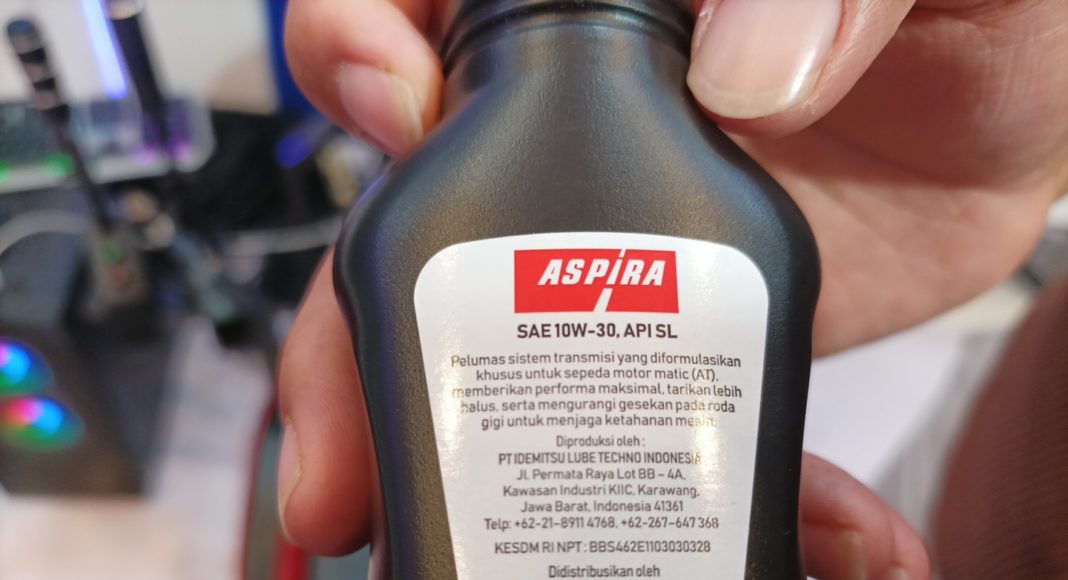 ASPIRA
SAE 10W-30, API SL
Pelumas sistem transmisi yang diformulasikan
khusus untuk sepeda motor matic (AT),
memberikan performa maksimal, tarikan lebih
halus, serta mengurangi gesekan pada roda
gigi untuk menjaga ketahanan mesin.
Diproduksi oleh :
PT IDEMITSU LUBE TECHNO INDONESIA
Jl. Permata Raya Lot BB - 4A,
Kawasan Industri KIIC, Karawang,
Jawa Barat, Indonesia 41361
Telp: +62-21-8911 4768, +62-267-647 368
KESDM RI NPT : BBS462E1103030328
Didistribusikan oleh